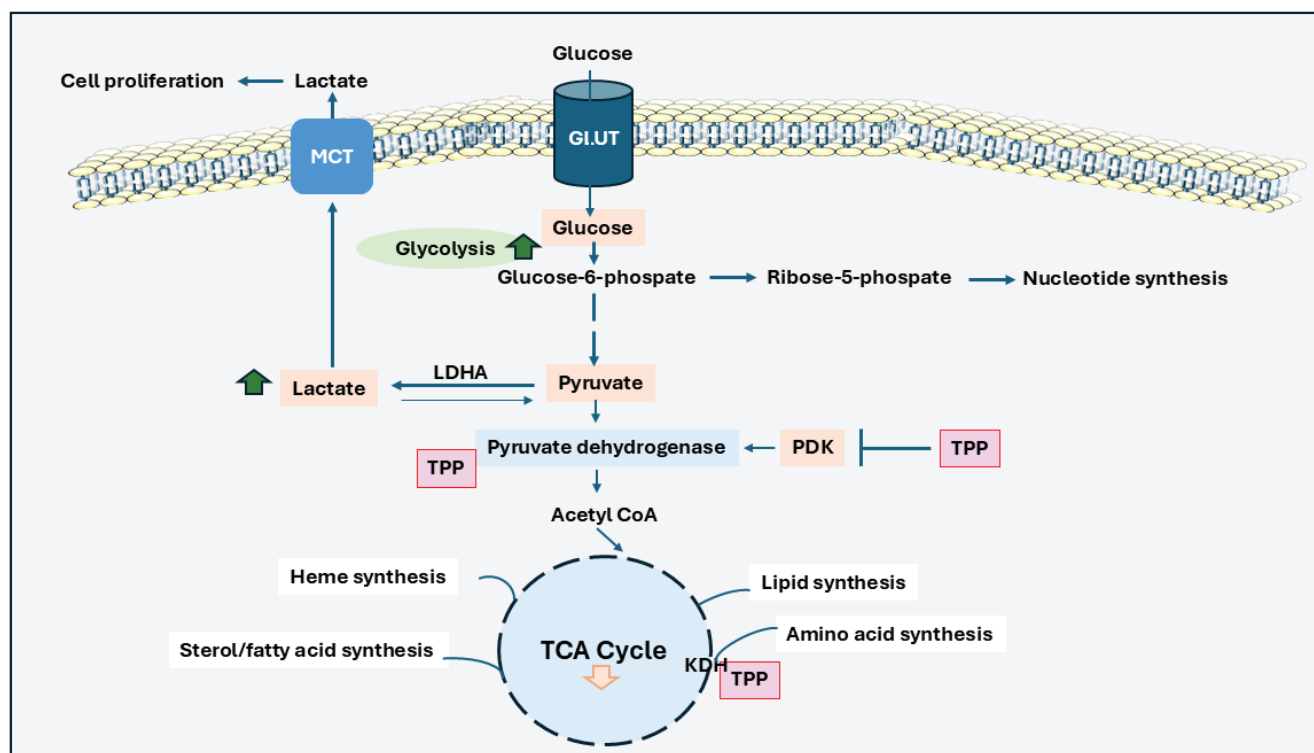 Glucose
Cell proliferation
Lactate
MCT
GLUT
Glucose
Glycolysis
Glucose-6-phospate
Ribose-5-phospate
Nucleotide synthesis
LDHA
Lactate
Pyruvate
Pyruvate dehydrogenase
PDK
TPP
TPP
Acetyl CoA
Heme synthesis
Lipid synthesis
Sterol/fatty acid synthesis
Amino acid synthesis
TCA Cycle
KDH
TPP